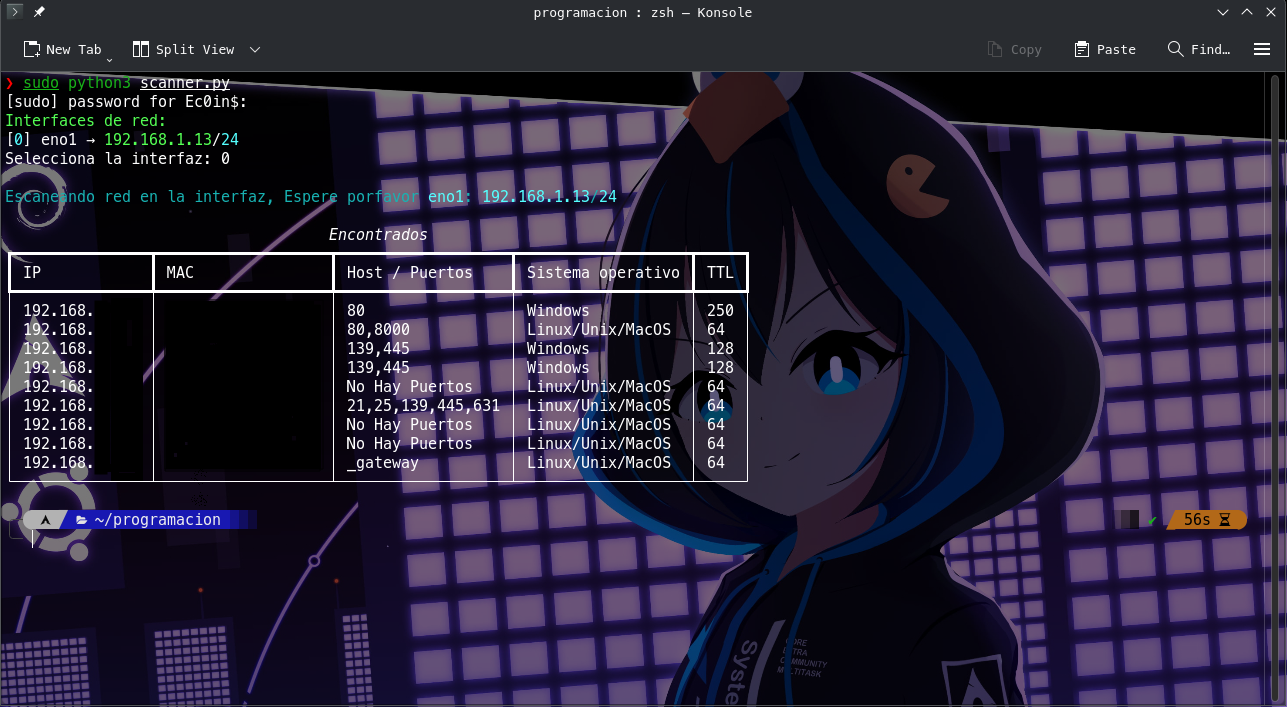 programacion : zsh — Konsole
New Tab Split View Copy Paste Find…
❯ sudo python3 scanner.py
[sudo] password for Ec0in$:
Interfaces de red:
[0] eno1 → 192.168.1.13/24
Selecciona la interfaz: 0
Escaneando red en la interfaz, Espere porfavor eno1: 192.168.1.13/24
Encontrados
IP MAC Host / Puertos Sistema operativo TTL
192.168. 80 Windows 250
192.168. 80,8000 Linux/Unix/MacOS 64
192.168. 139,445 Windows 128
192.168. 139,445 Windows 128
192.168. No Hay Puertos Linux/Unix/MacOS 64
192.168. 21,25,139,445,631 Linux/Unix/MacOS 64
192.168. No Hay Puertos Linux/Unix/MacOS 64
192.168. No Hay Puertos Linux/Unix/MacOS 64
192.168. _gateway Linux/Unix/MacOS 64
~/programacion ✔ 56s
Syste
COMMUNITY
MULTITASK